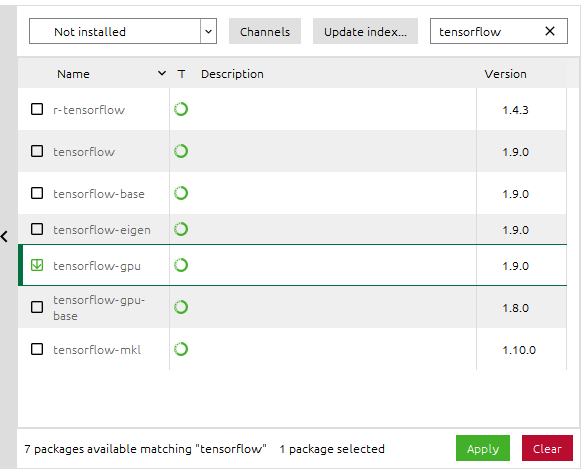 Not installed Channels Update index... tensorflow
Name T Description Version
r-tensorflow 1.4.3
tensorflow 1.9.0
tensorflow-base 1.9.0
tensorflow-eigen 1.9.0
tensorflow-gpu 1.9.0
tensorflow-gpu-
base 1.8.0
tensorflow-mkl 1.10.0
7 packages available matching "tensorflow" 1 package selected Apply Clear